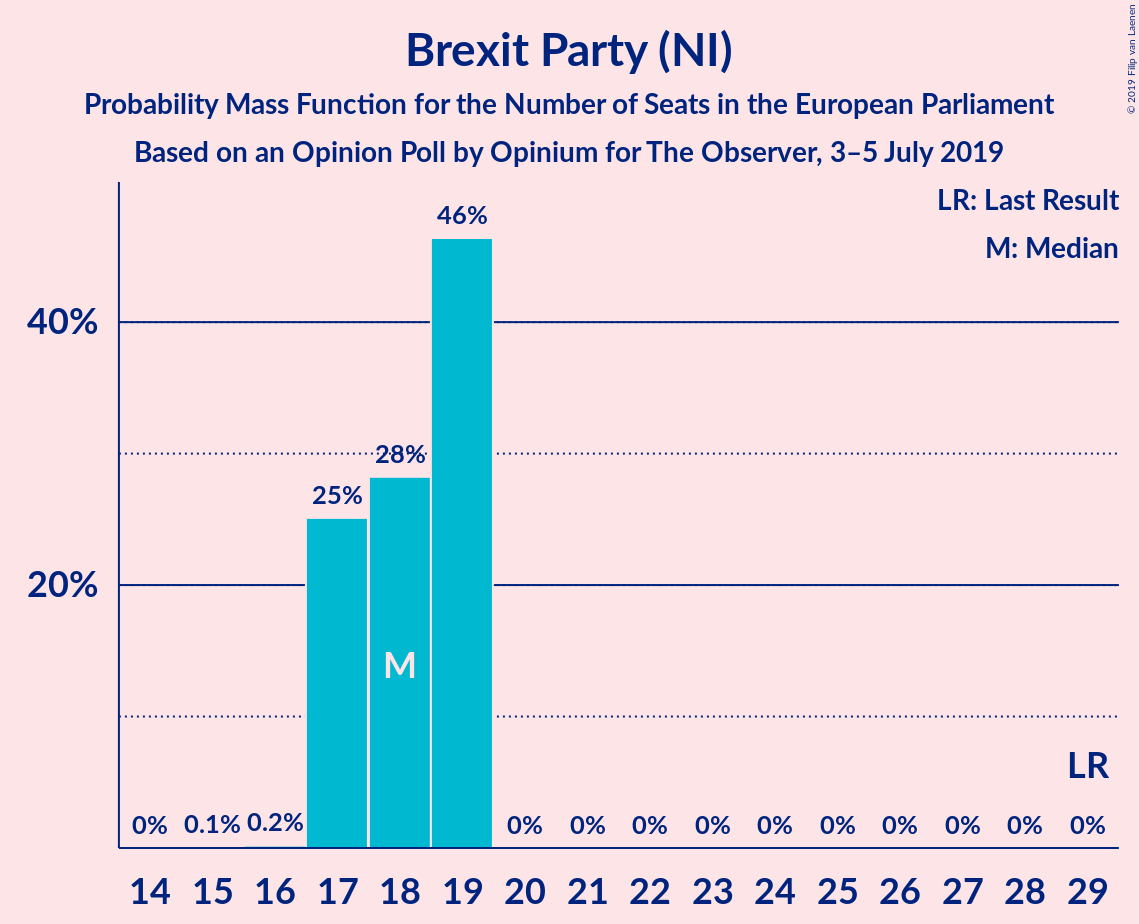 Brexit Party (NI)
Probability Mass Function for the Number of Seats in the European Parliament
Based on an Opinion Poll by Opinium for The Observer, 3–5 July 2019
© 2019 Filip van Laenen
LR: Last Result
M: Median
46%
40%
28%
25%
20%
M
LR
0% 0.1% 0.2% 0% 0% 0% 0% 0% 0% 0% 0% 0% 0%
14 15 16 17 18 19 20 21 22 23 24 25 26 27 28 29